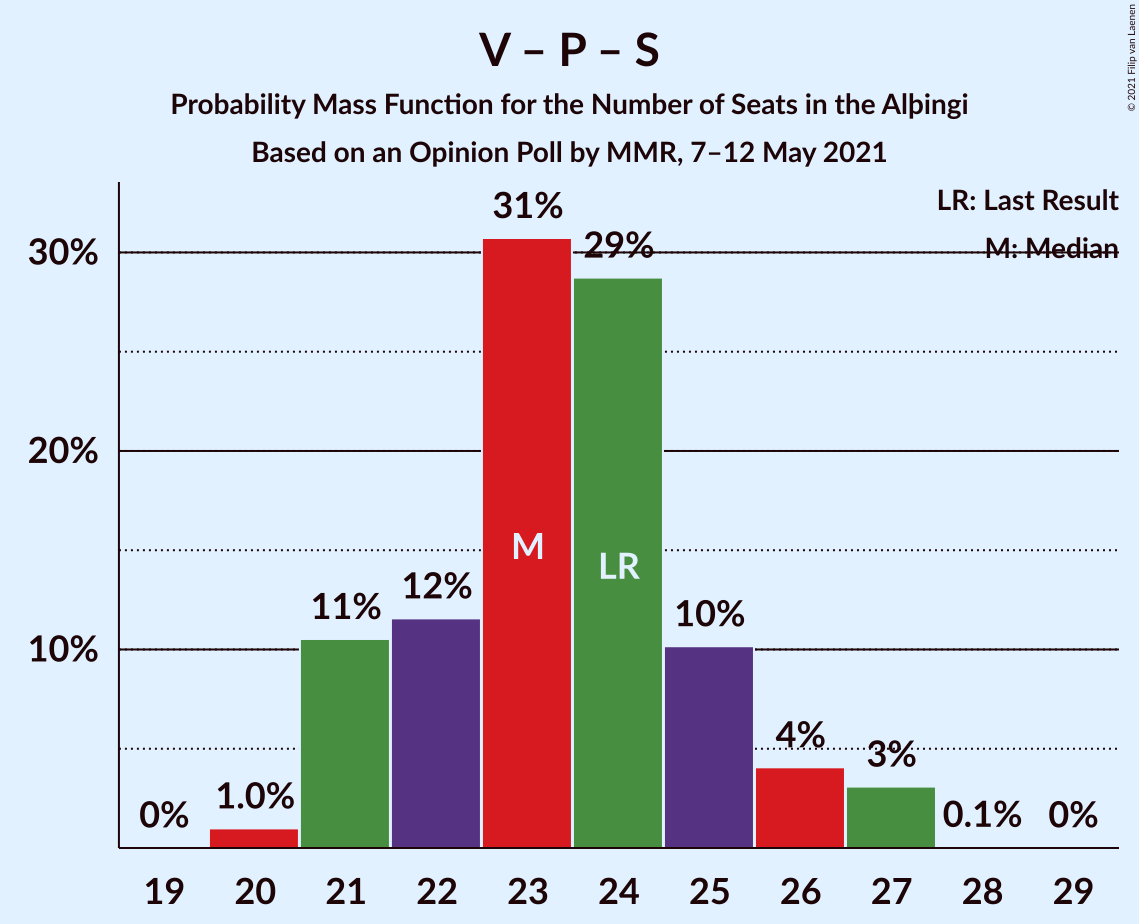 V – P – S
Probability Mass Function for the Number of Seats in the Alþingi
Based on an Opinion Poll by MMR, 7–12 May 2021
© 2021 Filip van Laenen
LR: Last Result
M: Median
30%
20%
10%
0%
1.0%
11%
12%
31%
29%
10%
4%
3%
0.1%
0%
M
LR
19 20 21 22 23 24 25 26 27 28 29